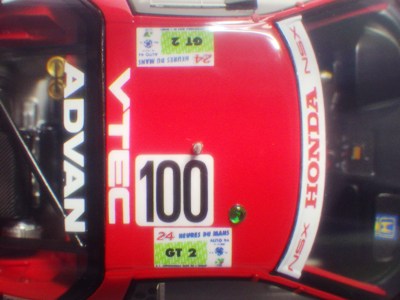 ADVAN
VTEC
24
HEURES DU MANS
GT 2
100
24 HEURES DU MANS
GT 2
NSX HONDA NSX